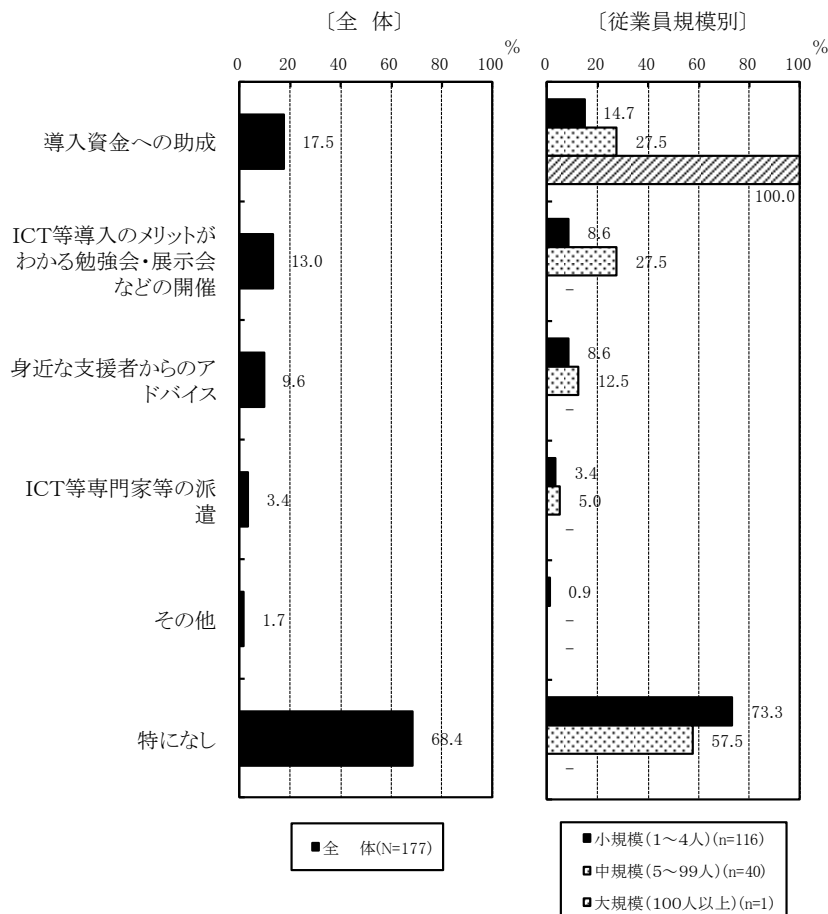 〔全 体〕
〔従業員規模別〕
%
%
0 20 40 60 80 100
0 20 40 60 80 100
導入資金への助成
17.5
14.7
27.5
100.0
ICT等導入のメリットが
わかる勉強会・展示会
などの開催
13.0
8.6
27.5
－
身近な支援者からのア
ドバイス
9.6
8.6
12.5
－
ICT等専門家等の派
遣
3.4
3.4
5.0
－
その他
1.7
0.9
－
－
特になし
68.4
73.3
57.5
－
全 体(N=177)
小規模(1～4人)(n=116)
中規模(5～99人)(n=40)
大規模(100人以上)(n=1)